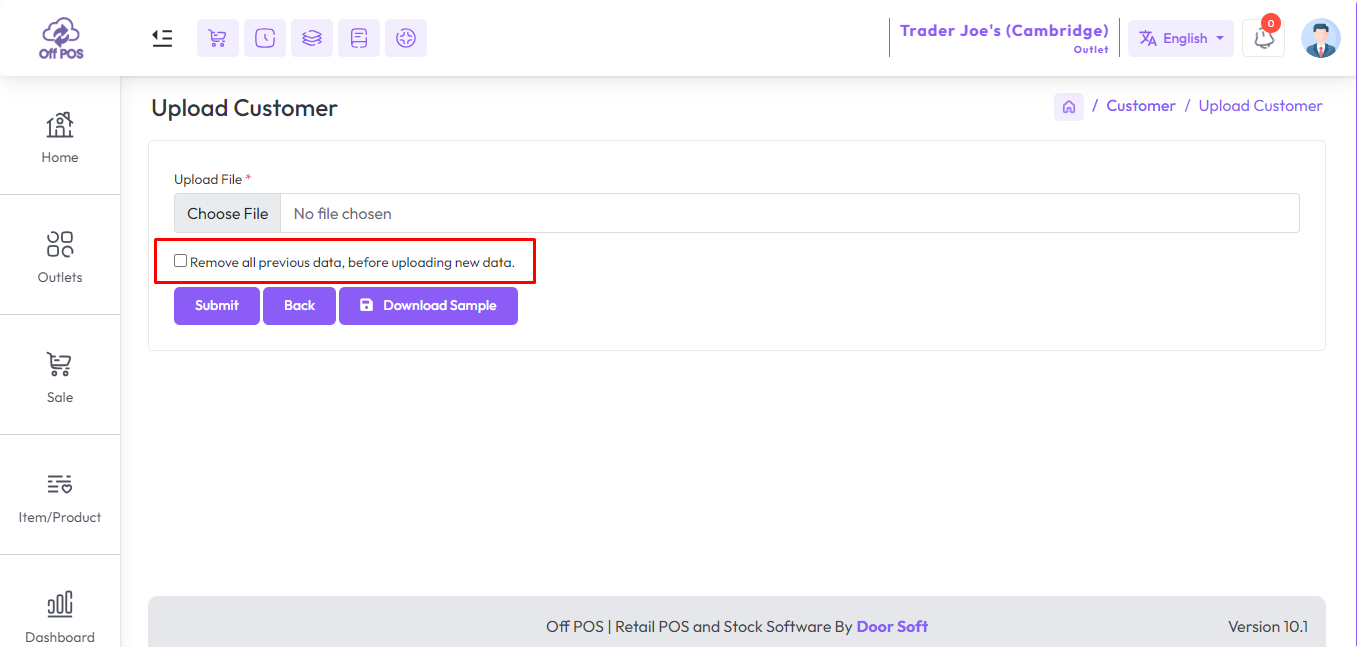 Off POS
Trader Joe's (Cambridge)
Outlet
English
0
Home
Outlets
Sale
Item/Product
Dashboard
Upload Customer
/ Customer / Upload Customer
Upload File *
Choose File No file chosen
Remove all previous data, before uploading new data.
Submit Back Download Sample
Off POS | Retail POS and Stock Software By Door Soft
Version 10.1